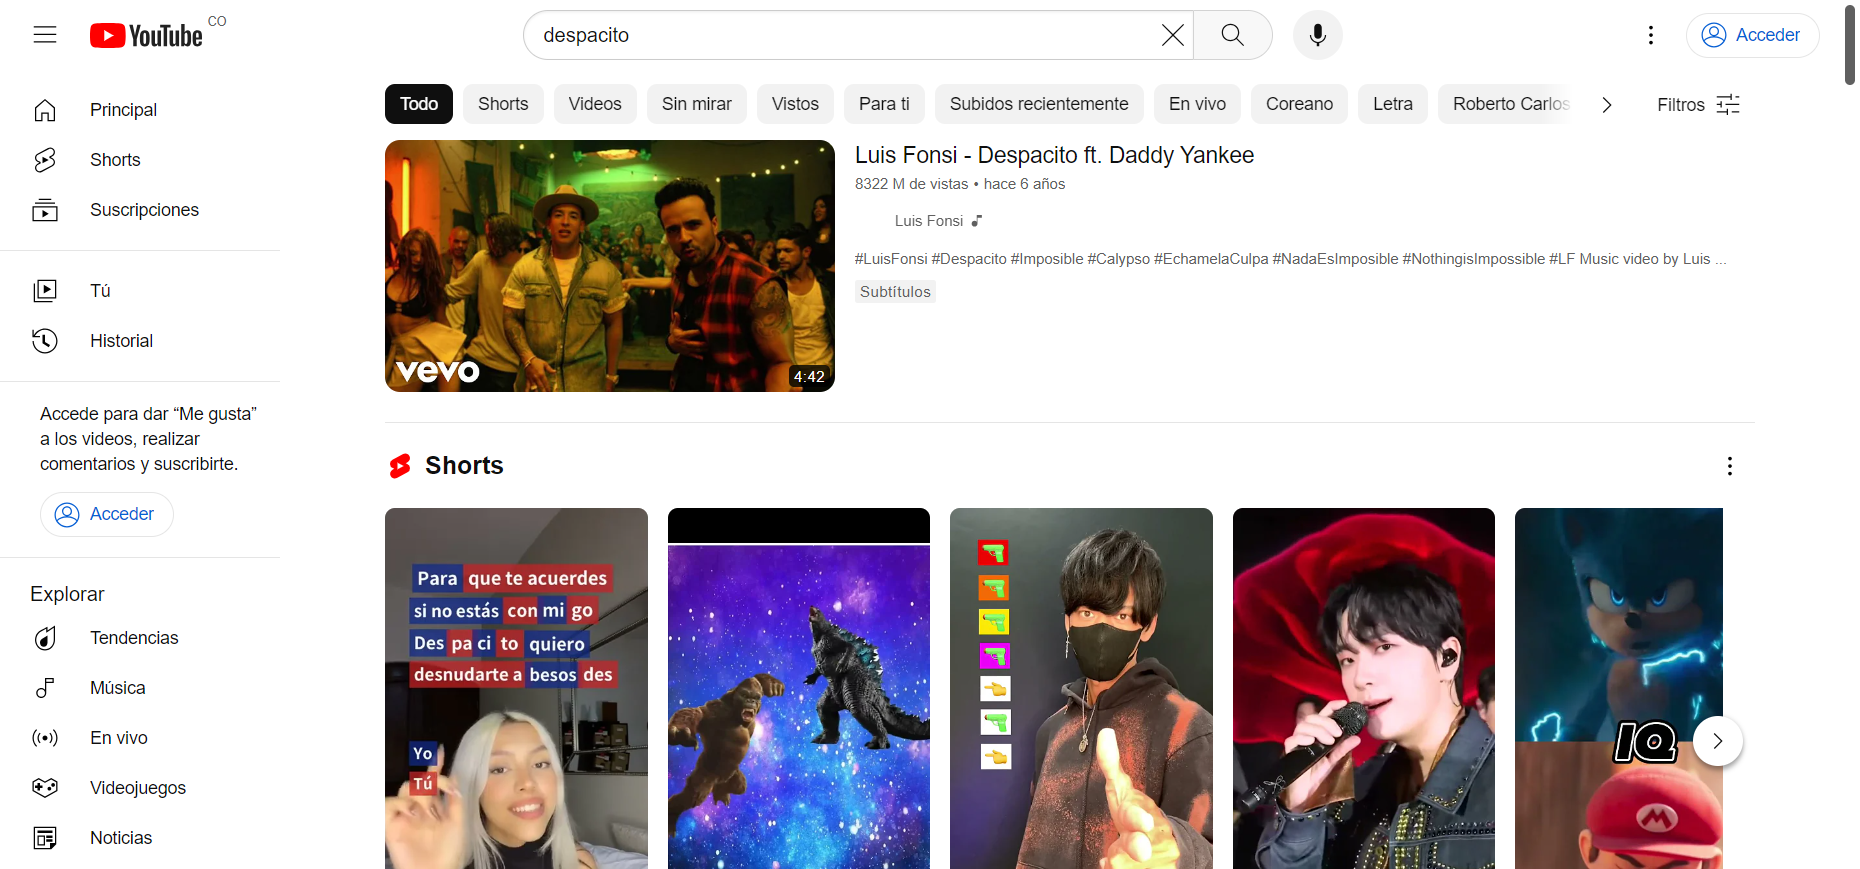 YouTube CO
despacito
Acceder
Principal
Shorts
Suscripciones
Tú
Historial
Accede para dar “Me gusta”
a los videos, realizar
comentarios y suscribirte.
Acceder
Explorar
Tendencias
Música
En vivo
Videojuegos
Noticias
Todo Shorts Videos Sin mirar Vistos Para ti Subidos recientemente En vivo Coreano Letra Roberto Carlos Filtros
vevo
4:42
Luis Fonsi - Despacito ft. Daddy Yankee
8322 M de vistas • hace 6 años
Luis Fonsi
#LuisFonsi #Despacito #Imposible #Calypso #EchamelaCulpa #NadaEsImposible #NothingisImpossible #LF Music video by Luis ...
Subtítulos
Shorts
Para que te acuerdes
si no estás con mi go
Des pa ci to quiero
desnudarte a besos des
Yo
Tú
IQ
M